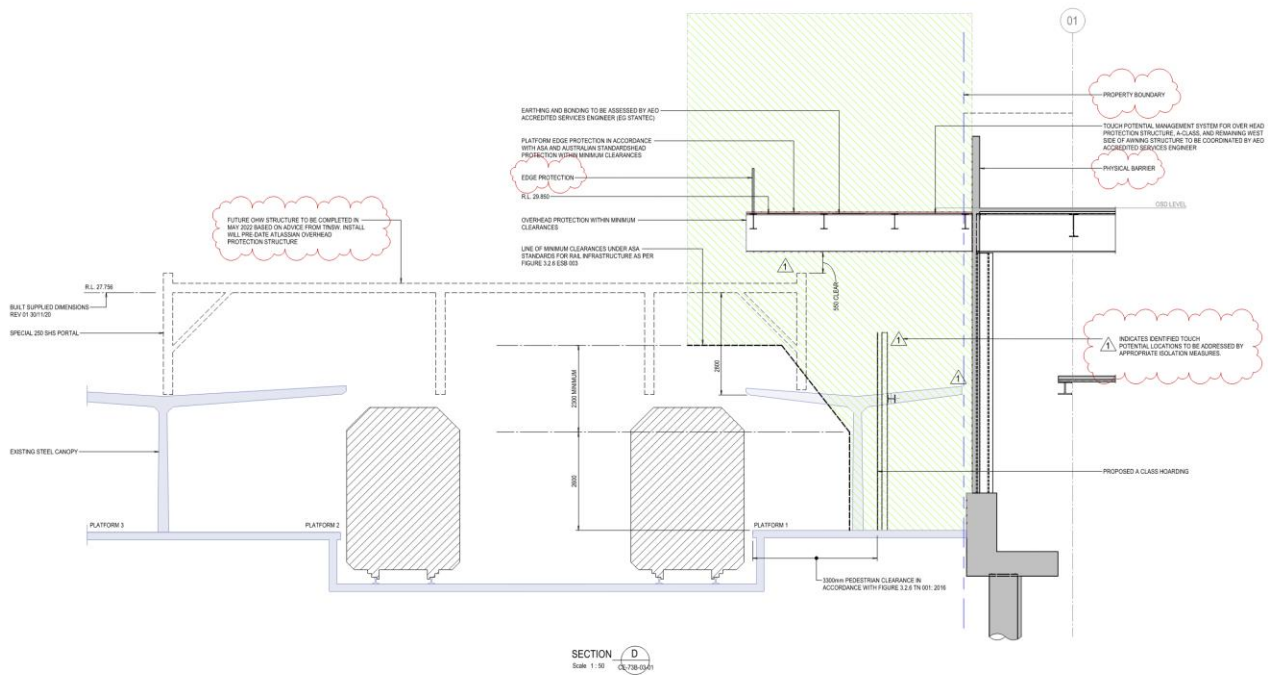 01
PROPERTY BOUNDARY
EARTHING AND BONDING TO BE ASSESSED BY AEO
ACCREDITED SERVICES ENGINEER (EG STANTEC)
TOUCH POTENTIAL MANAGEMENT SYSTEM FOR OVER HEAD
PROTECTION STRUCTURE, A-CLASS, AND REMAINING WEST
SIDE OF AWNING STRUCTURE TO BE COORDINATED BY AEO
ACCREDITED SERVICES ENGINEER
PLATFORM EDGE PROTECTION IN ACCORDANCE
WITH ASA AND AUSTRALIAN STANDARDSHEAD
PROTECTION WITHIN MINIMUM CLEARANCES
PHYSICAL BARRIER
EDGE PROTECTION
R.L. 29.850
OSD LEVEL
FUTURE OHW STRUCTURE TO BE COMPLETED IN
MAY 2022 BASED ON ADVICE FROM TfNSW. INSTALL
WILL PRE-DATE ATLASSIAN OVERHEAD
PROTECTION STRUCTURE
OVERHEAD PROTECTION WITHIN MINIMUM
CLEARANCES
LINE OF MINIMUM CLEARANCES UNDER ASA
STANDARDS FOR RAIL INFRASTRUCTURE AS PER
FIGURE 3.2.6 ESB 003
1
550 CLEAR
R.L. 27.756
BUILT SUPPLIED DIMENSIONS
REV 01 30/11/20
SPECIAL 250 SHS PORTAL
1
1
INDICATES IDENTIFIED TOUCH
POTENTIAL LOCATIONS TO BE ADDRESSED BY
APPROPRIATE ISOLATION MEASURES.
1
2300 MINIMUM
2800
EXISTING STEEL CANOPY
PROPOSED A CLASS HOARDING
2600
PLATFORM 3
PLATFORM 2
PLATFORM 1
3300mm PEDESTRIAN CLEARANCE IN
ACCORDANCE WITH FIGURE 3.2.6 TN 001: 2016
SECTION D
Scale 1 : 50 CE-73B-03-01